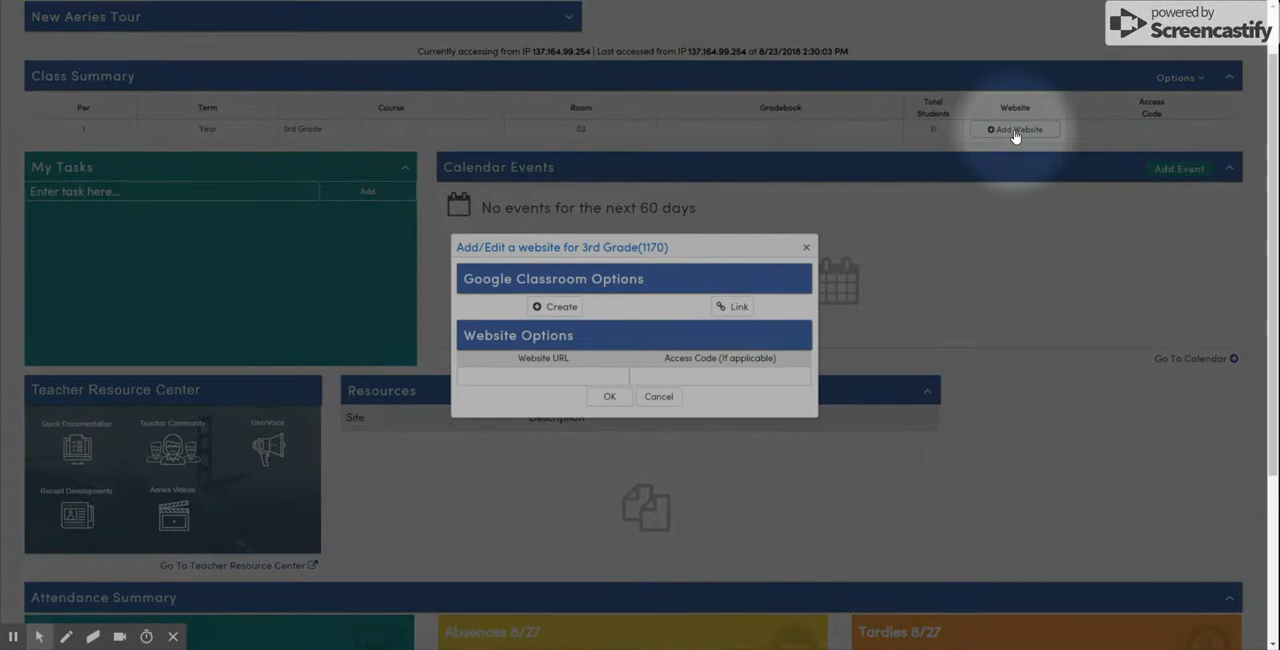 powered by
Screencastify
New Aeries Tour
Currently accessing from IP 137.164.99.254 | Last accessed from IP 137.164.99.254 at 8/23/2018 2:30:03 PM
Class Summary
Options
Per Term Course Room Gradebook Total Students Website Access Code
1 Year 3rd Grade 03 31 Add Website
My Tasks
Enter task here...
Add
Calendar Events
Add Event
No events for the next 60 days
Add/Edit a website for 3rd Grade(1170)
×
Google Classroom Options
Create
Link
Website Options
Website URL
Access Code (If applicable)
OK
Cancel
Go To Calendar
Teacher Resource Center
Quick Documentation
Teacher Community
UserVoice
Recent Developments
Aeries Videos
Go To Teacher Resource Center
Resources
Site
Description
Attendance Summary
Absences 8/27
Tardies 8/27